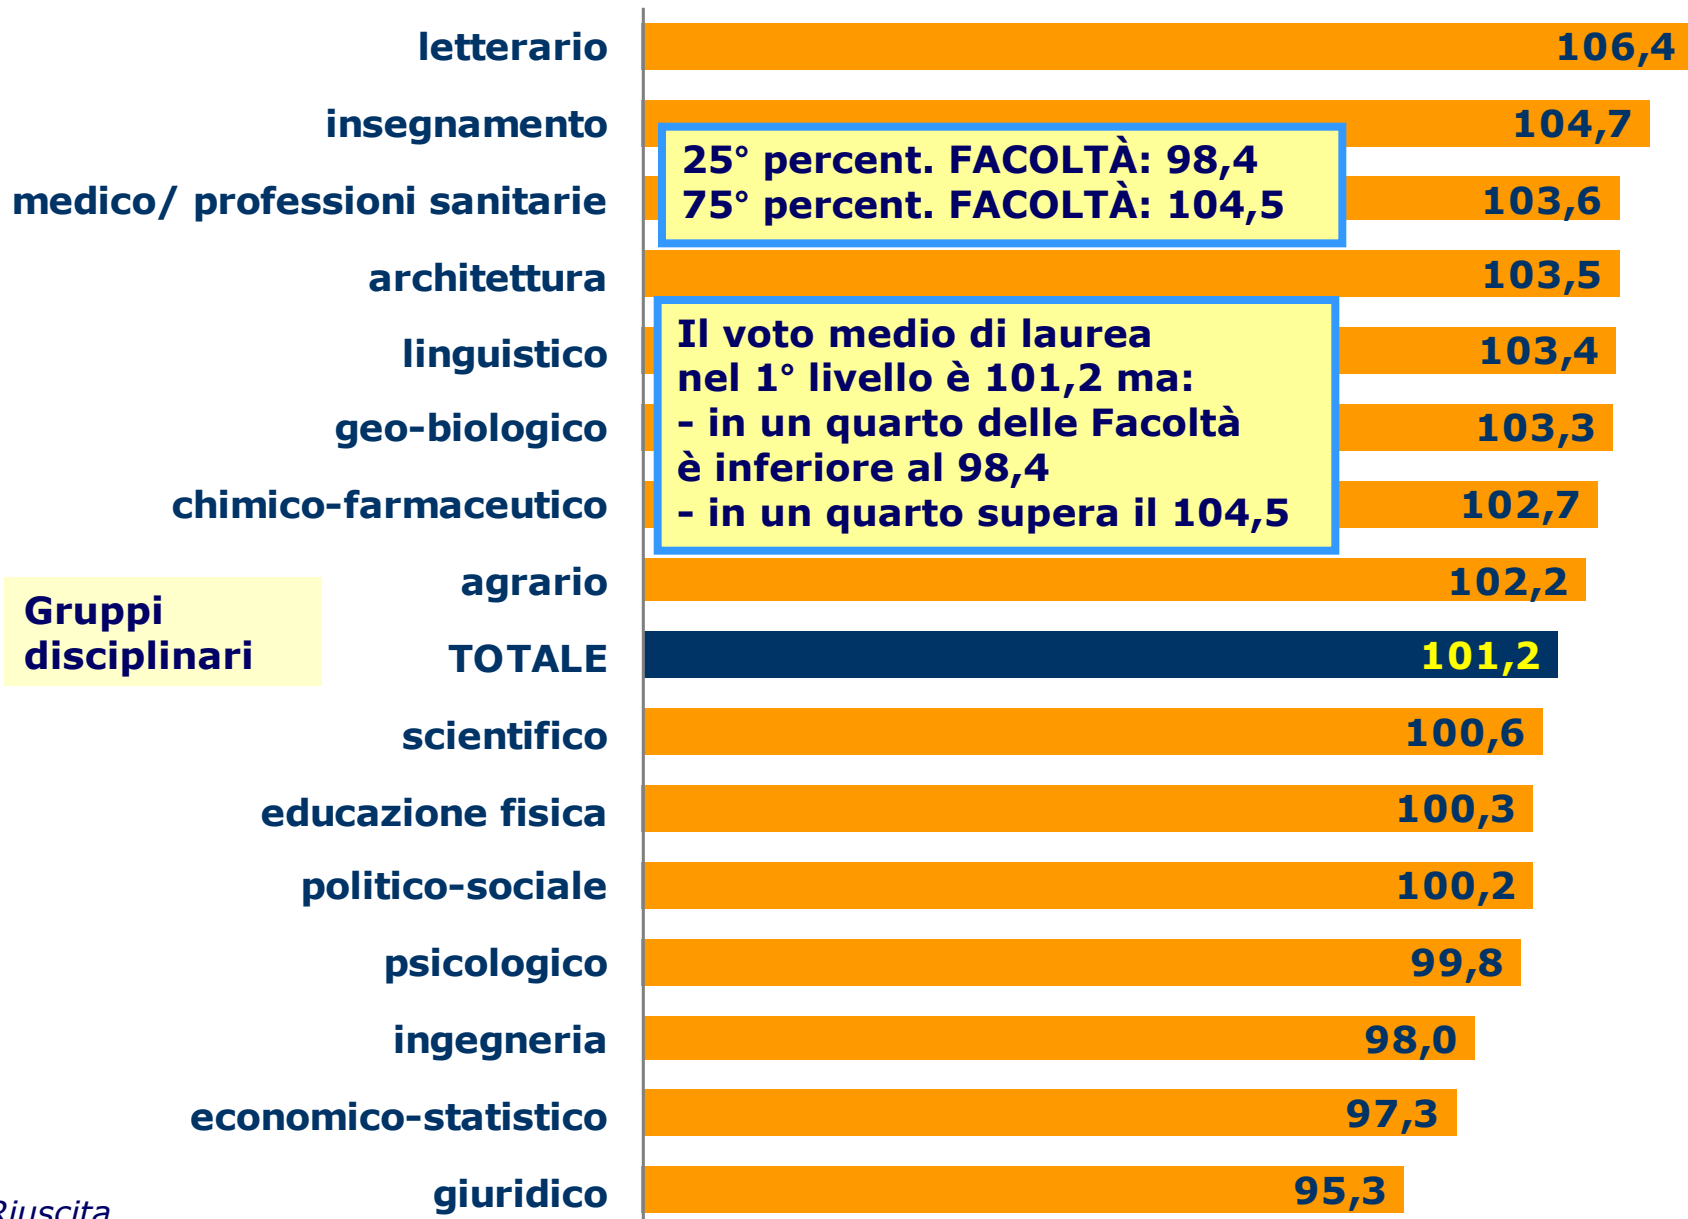 letterario 106,4
insegnamento 104,7
25° percent. FACOLTÀ: 98,4
75° percent. FACOLTÀ: 104,5
medico/ professioni sanitarie 103,6
architettura 103,5
Il voto medio di laurea
nel 1° livello è 101,2 ma:
- in un quarto delle Facoltà
è inferiore al 98,4
- in un quarto supera il 104,5
linguistico 103,4
geo-biologico 103,3
chimico-farmaceutico 102,7
agrario 102,2
Gruppi
disciplinari
TOTALE 101,2
scientifico 100,6
educazione fisica 100,3
politico-sociale 100,2
psicologico 99,8
ingegneria 98,0
economico-statistico 97,3
giuridico 95,3
Riuscita